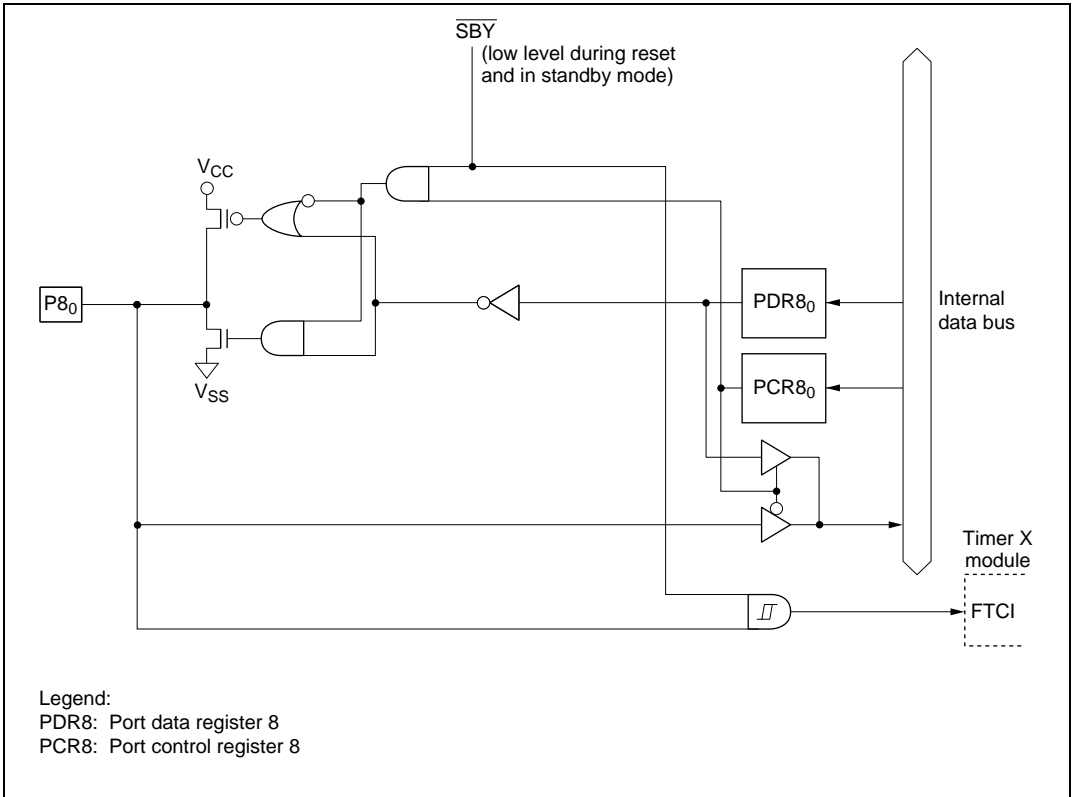 SBY
(low level during reset
and in standby mode)
VCC
P80
VSS
PDR80
PCR80
Internal
data bus
Timer X
module
FTCI
Legend:
PDR8: Port data register 8
PCR8: Port control register 8